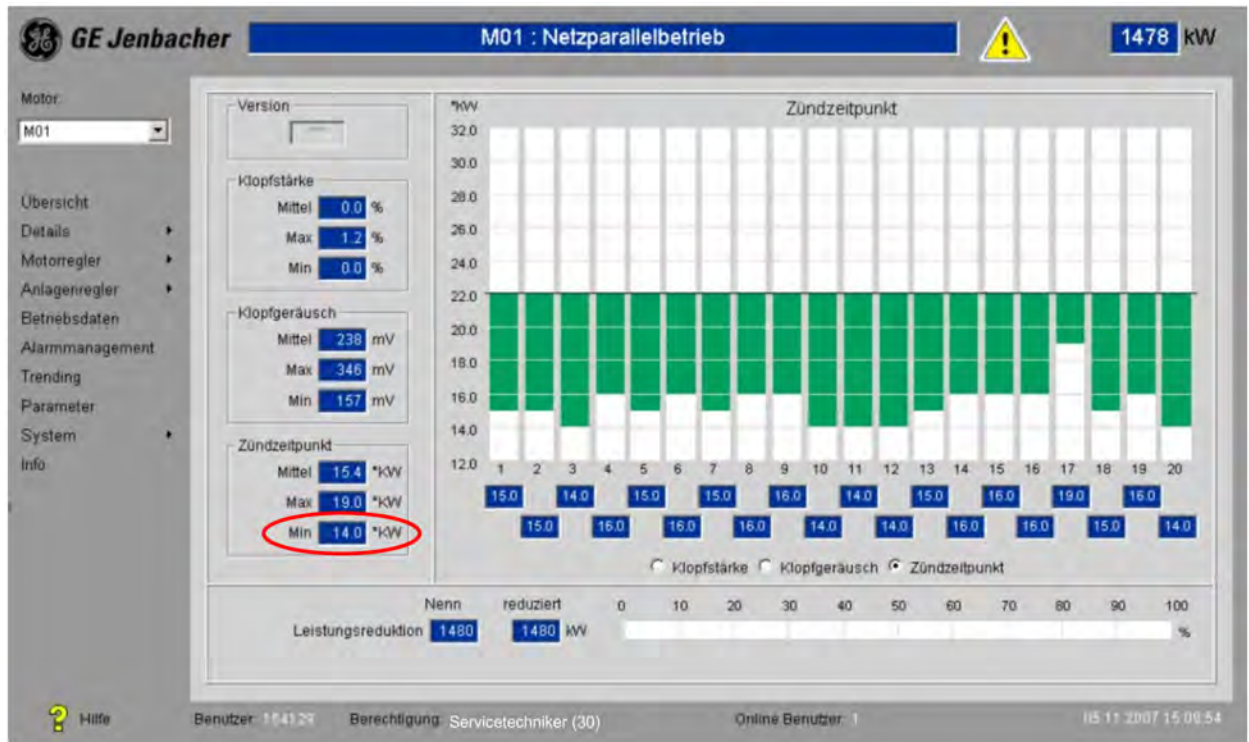 GE Jenbacher
M01 : Netzparallelbetrieb
1478 kW
Motor:
M01
Übersicht
Details
Motorregler
Anlagenregler
Betriebsdaten
Alarmmanagement
Trending
Parameter
System
Info
Version
Klopfstärke
Mittel 0.0 %
Max 1.2 %
Min 0.0 %
Klopfgeräusch
Mittel 238 mV
Max 346 mV
Min 157 mV
Zündzeitpunkt
Mittel 15.4 °KW
Max 19.0 °KW
Min 14.0 °KW
°KW
Zündzeitpunkt
32.0
30.0
28.0
26.0
24.0
22.0
20.0
18.0
16.0
14.0
12.0
1 2 3 4 5 6 7 8 9 10 11 12 13 14 15 16 17 18 19 20
15.0 14.0 15.0 15.0 16.0 14.0 15.0 16.0 19.0 16.0
15.0 16.0 16.0 16.0 14.0 14.0 16.0 16.0 15.0 14.0
Klopfstärke Klopfgeräusch Zündzeitpunkt
Nenn reduziert 0 10 20 30 40 50 60 70 80 90 100
Leistungsreduktion 1480 1480 kW %
Hilfe
Benutzer:
Berechtigung: Servicetechniker (30)
Online Benutzer: 1
05.11.2007 15:09:54